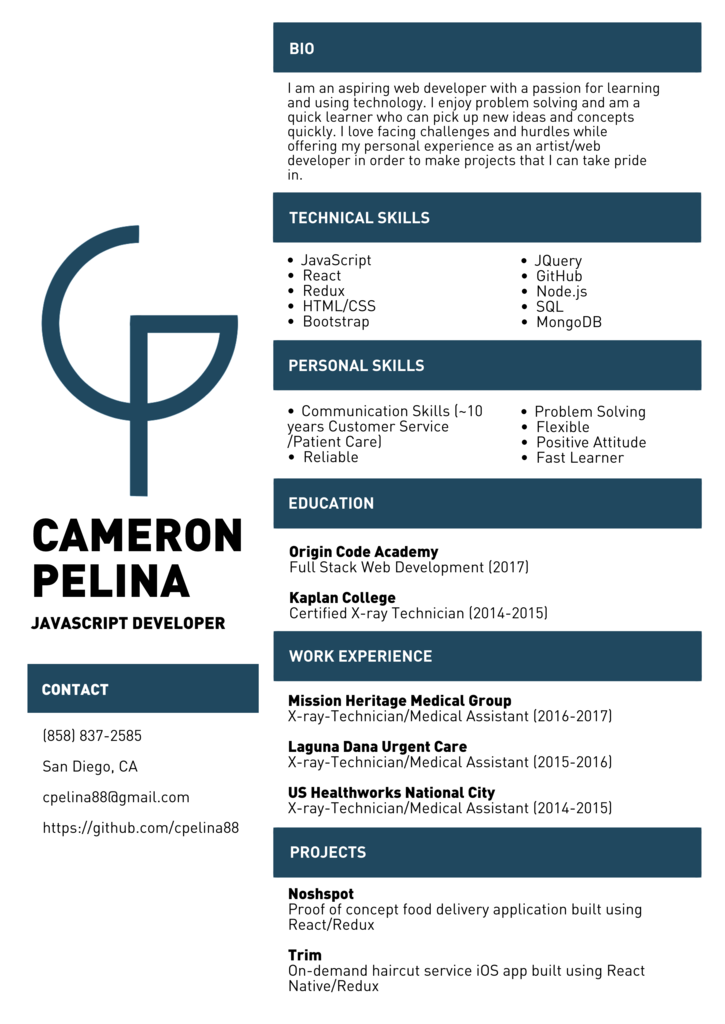 CAMERON
PELINA
JAVASCRIPT DEVELOPER
CONTACT
(858) 837-2585
San Diego, CA
cpelina88@gmail.com
https://github.com/cpelina88
BIO
I am an aspiring web developer with a passion for learning
and using technology. I enjoy problem solving and am a
quick learner who can pick up new ideas and concepts
quickly. I love facing challenges and hurdles while
offering my personal experience as an artist/web
developer in order to make projects that I can take pride
in.
TECHNICAL SKILLS
• JavaScript
• React
• Redux
• HTML/CSS
• Bootstrap
• JQuery
• GitHub
• Node.js
• SQL
• MongoDB
PERSONAL SKILLS
• Communication Skills (~10
years Customer Service
/Patient Care)
• Reliable
• Problem Solving
• Flexible
• Positive Attitude
• Fast Learner
EDUCATION
Origin Code Academy
Full Stack Web Development (2017)
Kaplan College
Certified X-ray Technician (2014-2015)
WORK EXPERIENCE
Mission Heritage Medical Group
X-ray-Technician/Medical Assistant (2016-2017)
Laguna Dana Urgent Care
X-ray-Technician/Medical Assistant (2015-2016)
US Healthworks National City
X-ray-Technician/Medical Assistant (2014-2015)
PROJECTS
Noshspot
Proof of concept food delivery application built using
React/Redux
Trim
On-demand haircut service iOS app built using React
Native/Redux